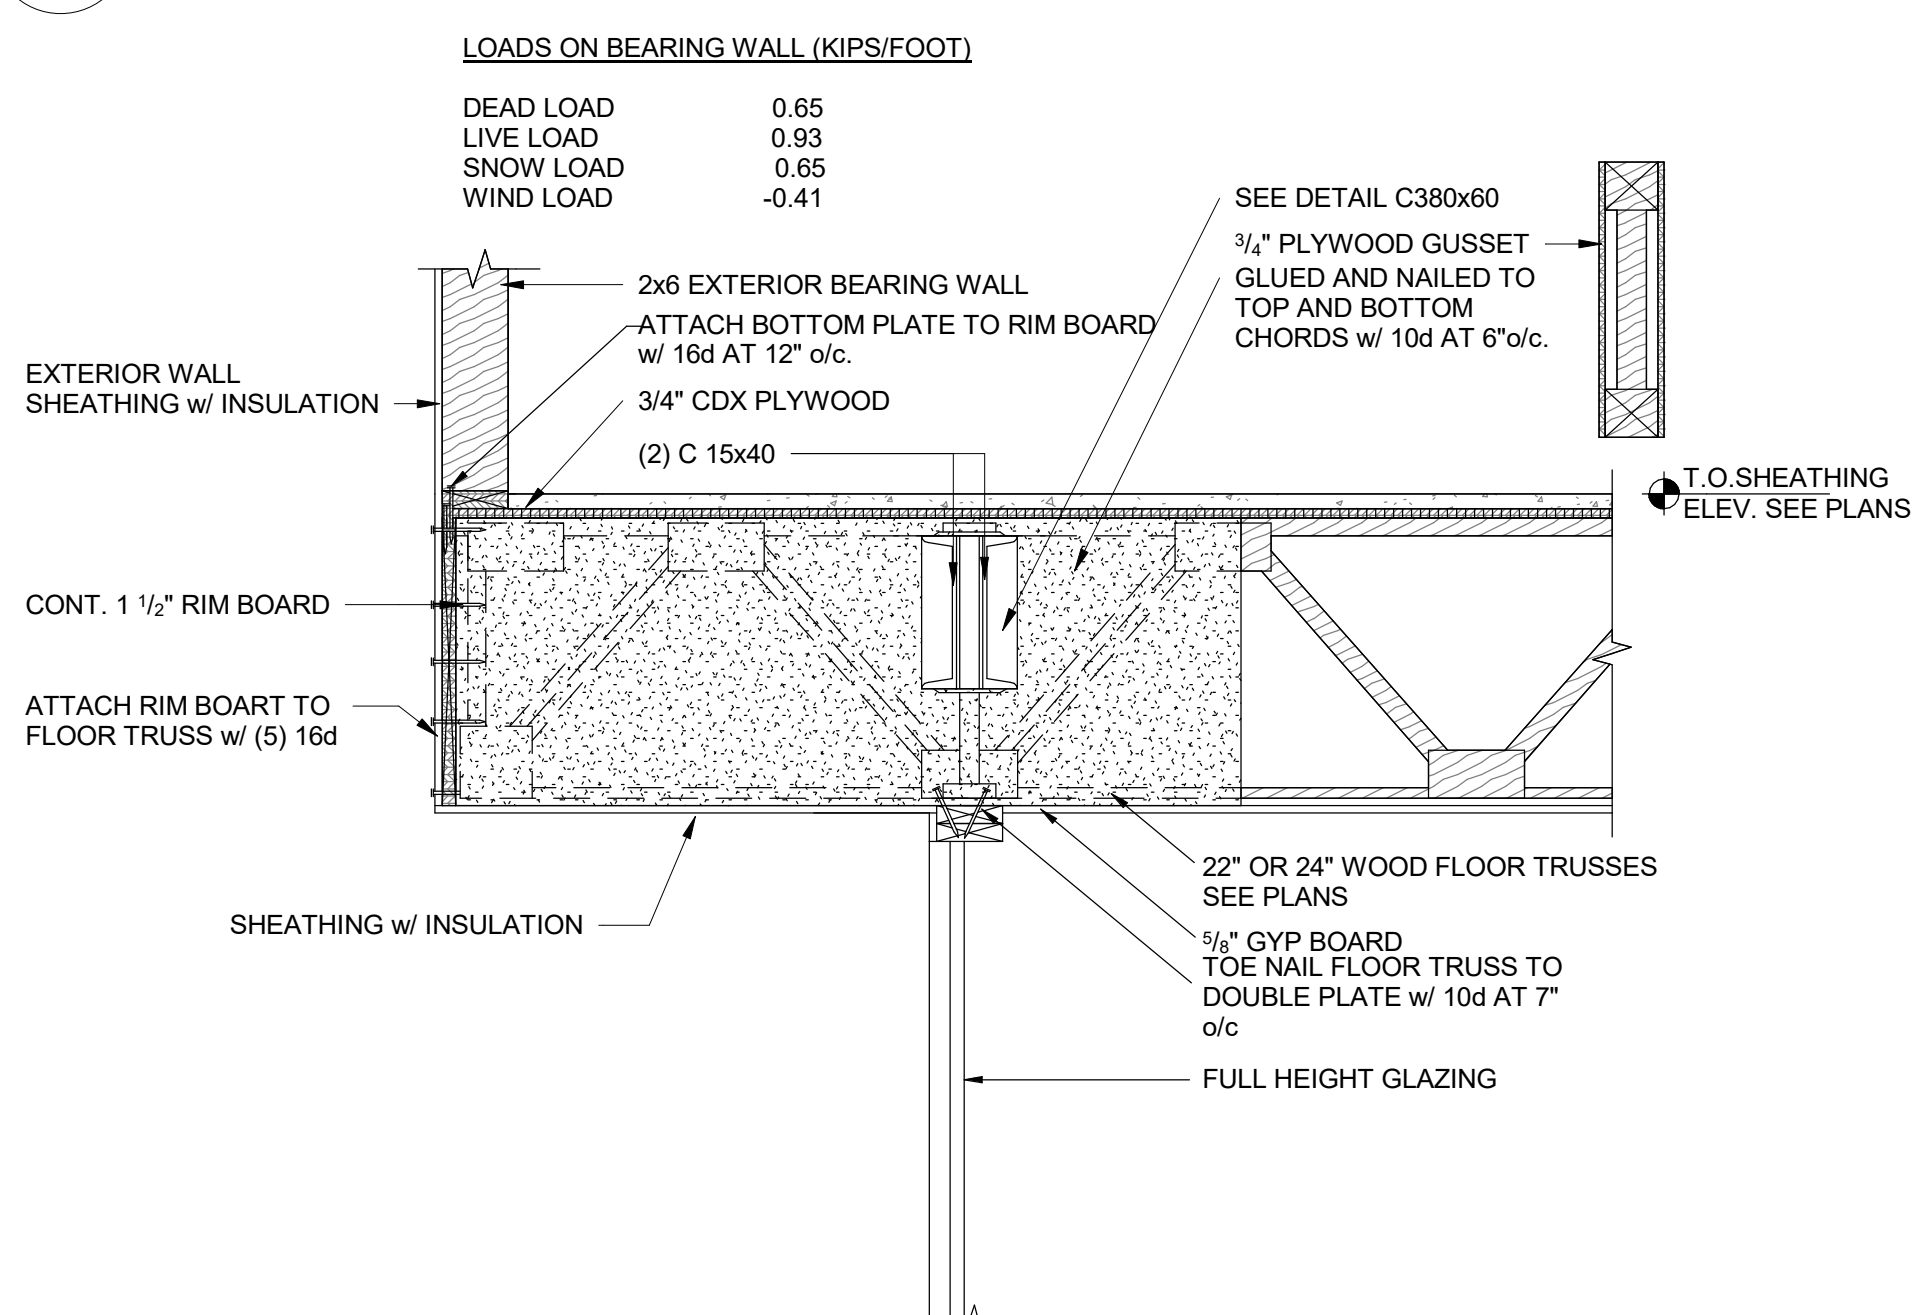 LOADS ON BEARING WALL (KIPS/FOOT)
DEAD LOAD 0.65
LIVE LOAD 0.93
SNOW LOAD 0.65
WIND LOAD -0.41
SEE DETAIL C380x60
3/4" PLYWOOD GUSSET
GLUED AND NAILED TO
TOP AND BOTTOM
CHORDS w/ 10d AT 6"o/c.
2x6 EXTERIOR BEARING WALL
ATTACH BOTTOM PLATE TO RIM BOARD
w/ 16d AT 12" o/c.
EXTERIOR WALL
SHEATHING w/ INSULATION
3/4" CDX PLYWOOD
(2) C 15x40
T.O.SHEATHING
ELEV. SEE PLANS
CONT. 1 1/2" RIM BOARD
ATTACH RIM BOART TO
FLOOR TRUSS w/ (5) 16d
SHEATHING w/ INSULATION
22" OR 24" WOOD FLOOR TRUSSES
SEE PLANS
5/8" GYP BOARD
TOE NAIL FLOOR TRUSS TO
DOUBLE PLATE w/ 10d AT 7"
o/c
FULL HEIGHT GLAZING